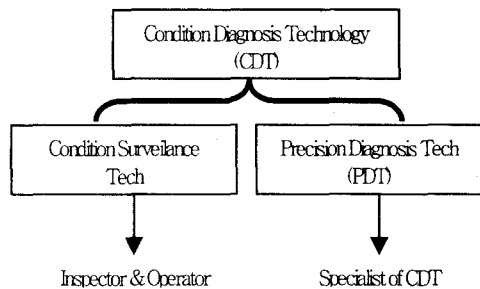 Condition Diagnosis Technology
(CDT)
Condition Surveilance
Tech
Precision Diagnosis Tech
(PDT)
Inspector & Operator
Specialist of CDT